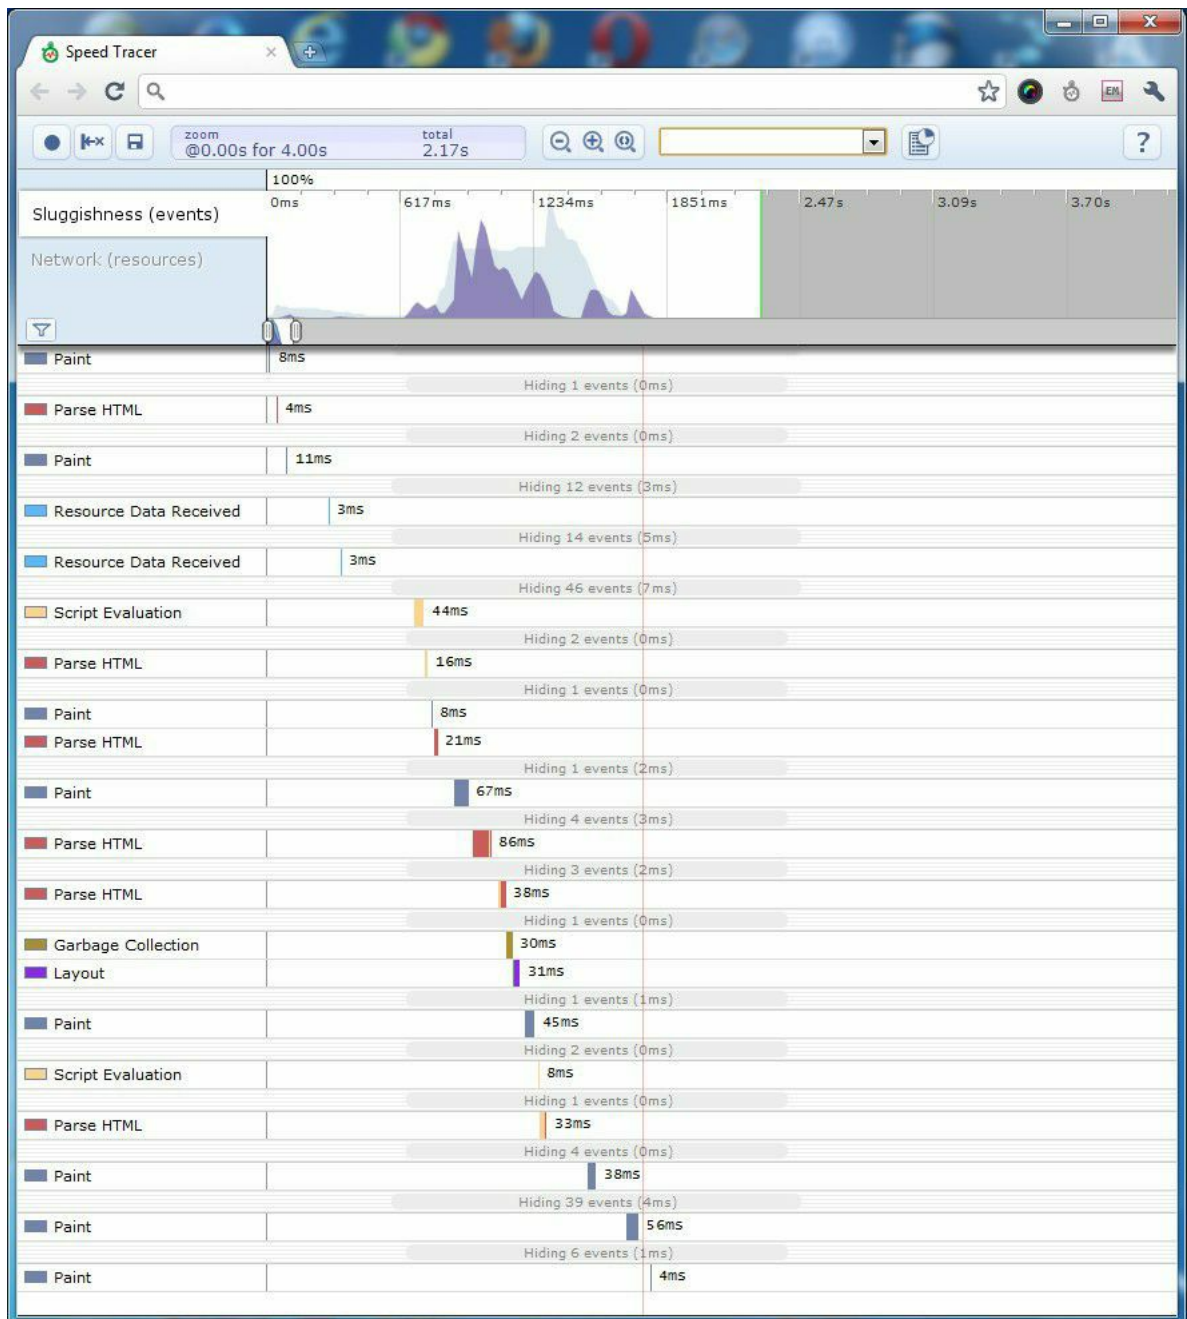 Speed Tracer
EM
zoom total
@0.00s for 4.00s 2.17s
?
100%
Sluggishness (events)
0ms 617ms 1234ms 1851ms 2.47s 3.09s 3.70s
Network (resources)
Paint 8ms
Hiding 1 events (0ms)
Parse HTML 4ms
Hiding 2 events (0ms)
Paint 11ms
Hiding 12 events (3ms)
Resource Data Received 3ms
Hiding 14 events (5ms)
Resource Data Received 3ms
Hiding 46 events (7ms)
Script Evaluation 44ms
Hiding 2 events (0ms)
Parse HTML 16ms
Hiding 1 events (0ms)
Paint 8ms
Parse HTML 21ms
Hiding 1 events (2ms)
Paint 67ms
Hiding 4 events (3ms)
Parse HTML 86ms
Hiding 3 events (2ms)
Parse HTML 38ms
Hiding 1 events (0ms)
Garbage Collection 30ms
Layout 31ms
Hiding 1 events (1ms)
Paint 45ms
Hiding 2 events (0ms)
Script Evaluation 8ms
Hiding 1 events (0ms)
Parse HTML 33ms
Hiding 4 events (0ms)
Paint 38ms
Hiding 39 events (4ms)
Paint 56ms
Hiding 6 events (1ms)
Paint 4ms